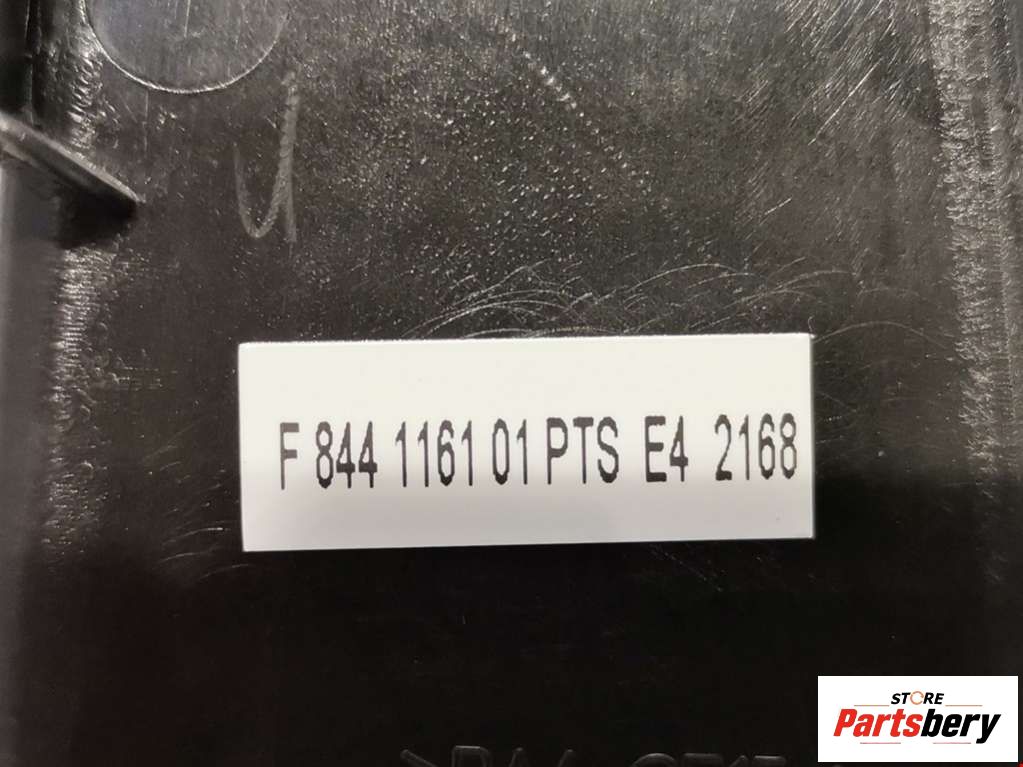 F 844 1161 01 PTS E4 2168
STORE
Partsbery